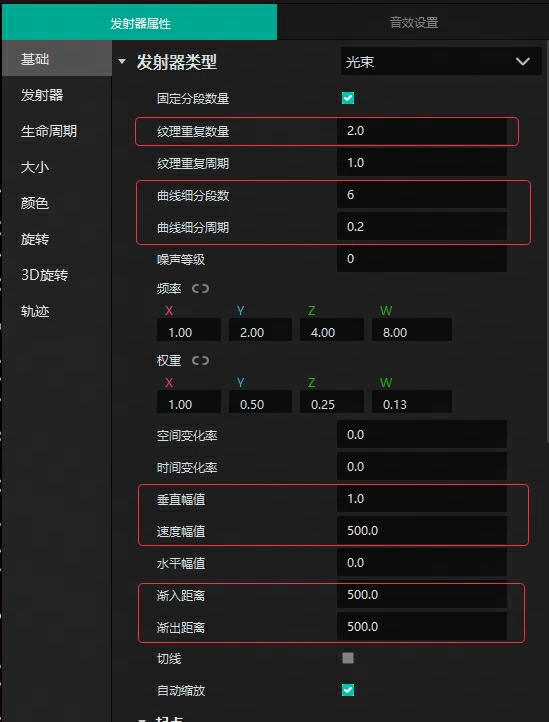 发射器属性 音效设置
基础 发射器类型 光束
固定分段数量
发射器
纹理重复数量 2.0
生命周期
纹理重复周期 1.0
大小
曲线细分段数 6
颜色
曲线细分周期 0.2
旋转
噪声等级 0
3D旋转
频率
轨迹
X Y Z W
1.00 2.00 4.00 8.00
权重
X Y Z W
1.00 0.50 0.25 0.13
空间变化率 0.0
时间变化率 0.0
垂直幅值 1.0
速度幅值 500.0
水平幅值 0.0
渐入距离 500.0
渐出距离 500.0
切线
自动缩放
起点